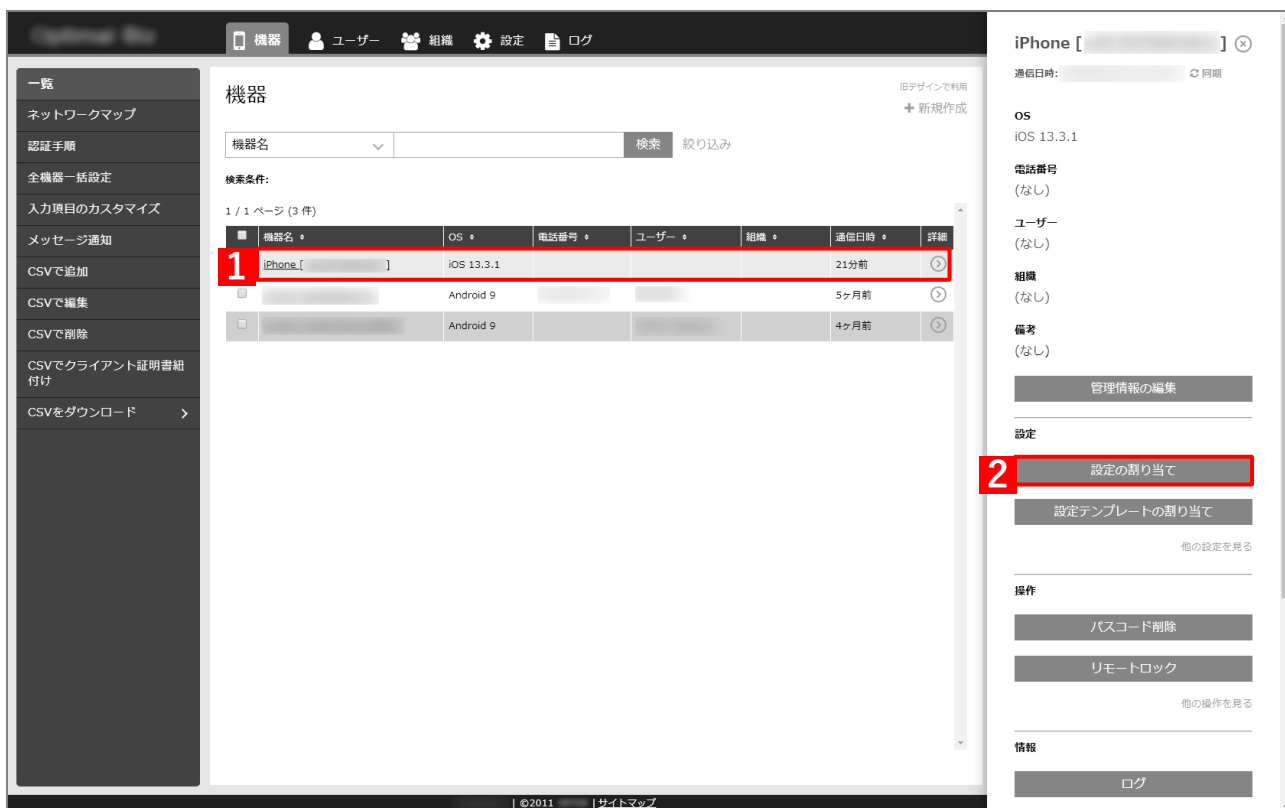 機器
ユーザー
組織
設定
ログ
一覧
ネットワークマップ
認証手順
全機器一括設定
入力項目のカスタマイズ
メッセージ通知
CSVで追加
CSVで編集
CSVで削除
CSVでクライアント証明書紐
付け
CSVをダウンロード
機器
旧デザインで利用
新規作成
機器名
検索
絞り込み
検索条件:
1 / 1 ページ (3 件)
機器名 OS 電話番号 ユーザー 組織 通信日時 詳細
1
iPhone [ ] iOS 13.3.1 21分前
Android 9 5ヶ月前
Android 9 4ヶ月前
| ©2011 | サイトマップ
iPhone [ ]
通信日時: 同期
OS
iOS 13.3.1
電話番号
(なし)
ユーザー
(なし)
組織
(なし)
備考
(なし)
管理情報の編集
設定
2
設定の割り当て
設定テンプレートの割り当て
他の設定を見る
操作
パスコード削除
リモートロック
他の操作を見る
情報
ログ